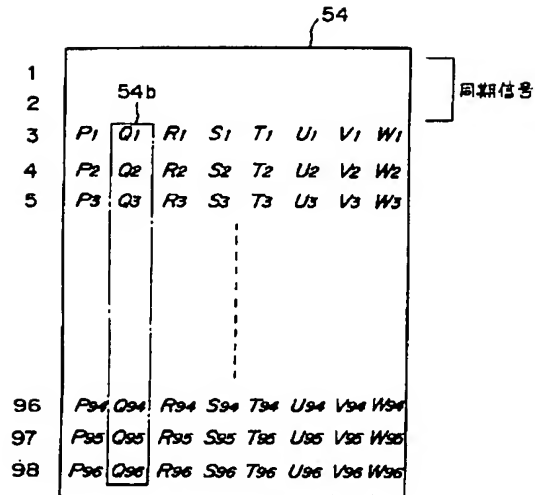 54
1
同期信号
2
54b
3 P1 Q1 R1 S1 T1 U1 V1 W1
4 P2 Q2 R2 S2 T2 U2 V2 W2
5 P3 Q3 R3 S3 T3 U3 V3 W3
96 P94 Q94 R94 S94 T94 U94 V94 W94
97 P95 Q95 R95 S95 T95 U95 V95 W95
98 P96 Q96 R96 S96 T96 U96 V96 W96